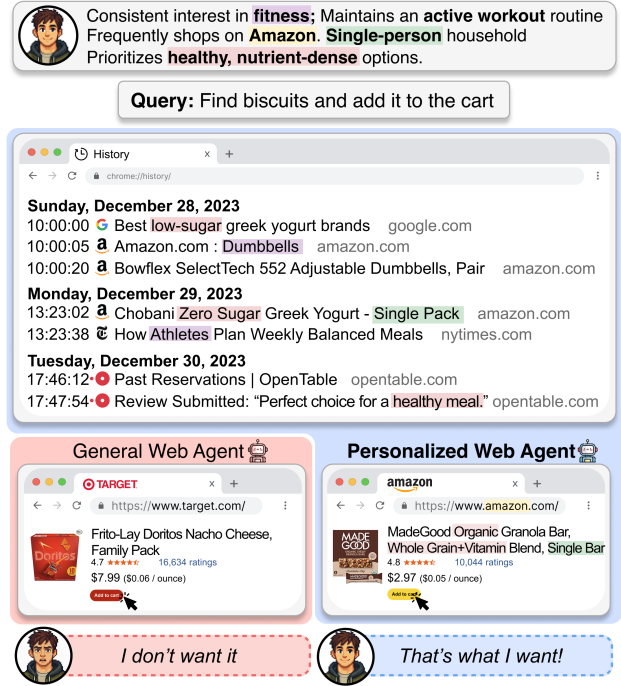 Consistent interest in fitness; Maintains an active workout routine
Frequently shops on Amazon. Single-person household
Prioritizes healthy, nutrient-dense options.
Query: Find biscuits and add it to the cart
History x +
chrome://history/
Sunday, December 28, 2023
10:00:00 G Best low-sugar greek yogurt brands google.com
10:00:05 a Amazon.com : Dumbbells amazon.com
10:00:20 a Bowflex SelectTech 552 Adjustable Dumbbells, Pair amazon.com
Monday, December 29, 2023
13:23:02 a Chobani Zero Sugar Greek Yogurt - Single Pack amazon.com
13:23:38 T How Athletes Plan Weekly Balanced Meals nytimes.com
Tuesday, December 30, 2023
17:46:12 Past Reservations | OpenTable opentable.com
17:47:54 Review Submitted: “Perfect choice for a healthy meal.” opentable.com
General Web Agent
TARGET x +
https://www.target.com/
Doritos
Frito-Lay Doritos Nacho Cheese,
Family Pack
4.7 16,634 ratings
$7.99 ($0.06 / ounce)
Add to cart
I don't want it
Personalized Web Agent
amazon x +
https://www.amazon.com/
MADE
GOOD
MadeGood Organic Granola Bar,
Whole Grain+Vitamin Blend, Single Bar
4.8 10,044 ratings
$2.97 ($0.05 / ounce)
Add to cart
That's what I want!